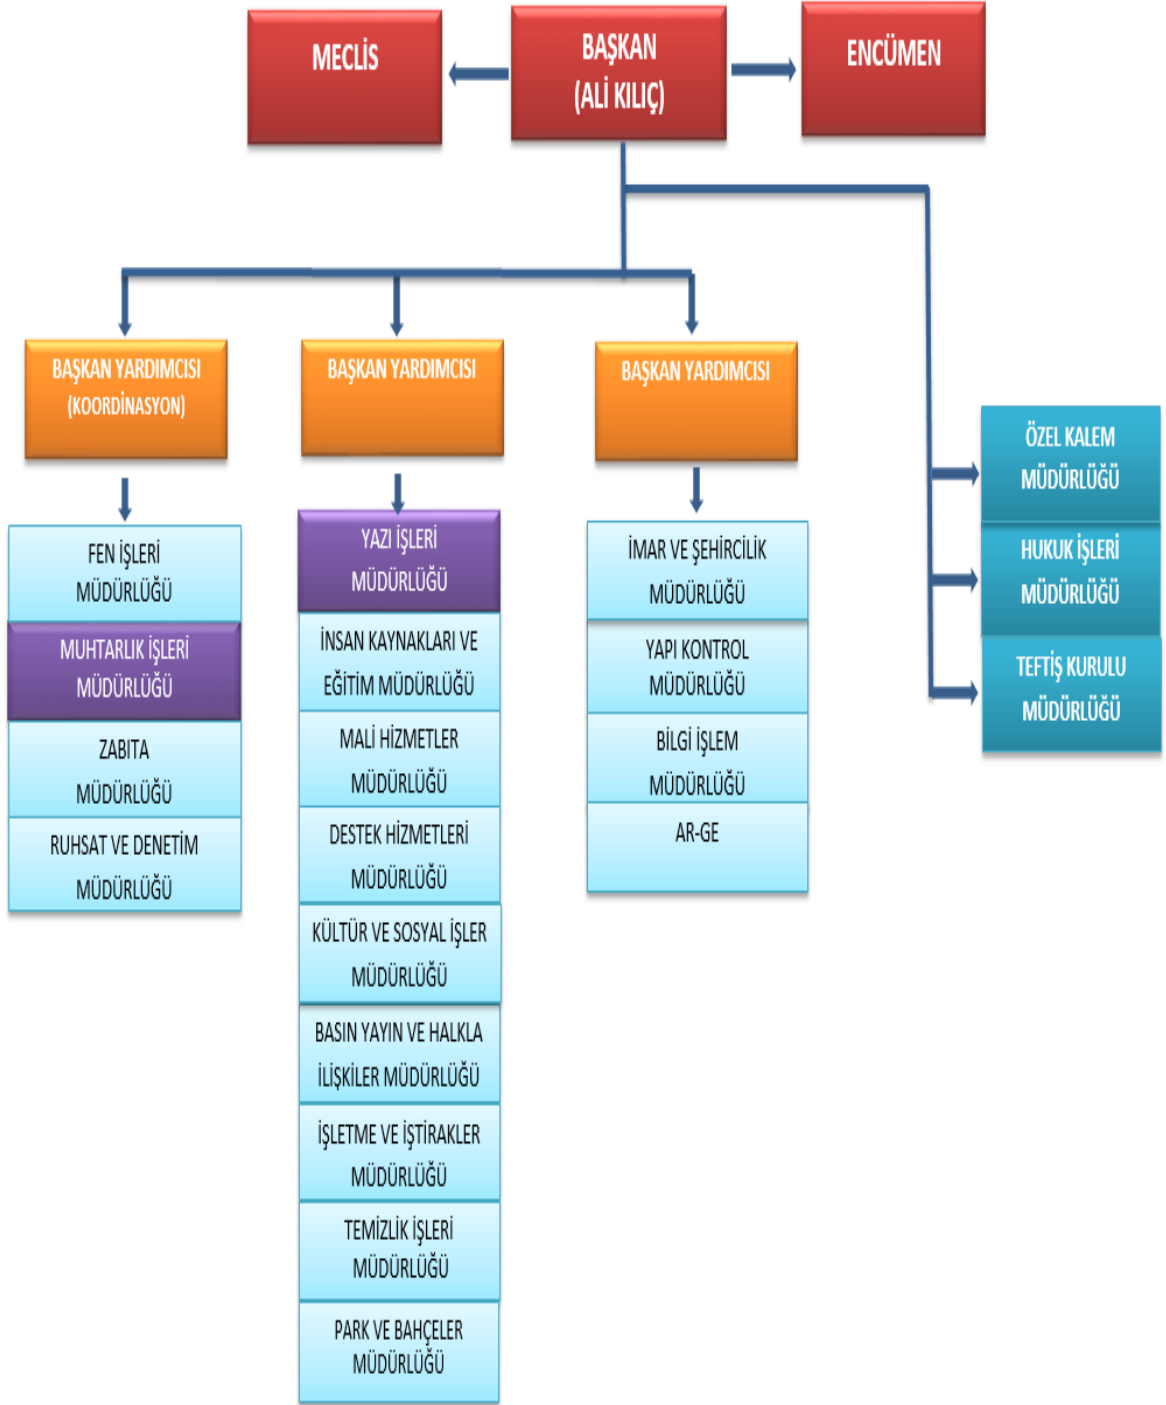 MECLİS
BAŞKAN
(ALİ KILIÇ)
ENCÜMEN
BAŞKAN YARDIMCISI
(KOORDİNASYON)
BAŞKAN YARDIMCISI
BAŞKAN YARDIMCISI
FEN İŞLERİ
MÜDÜRLÜĞÜ
MUHTARLIK İŞLERİ
MÜDÜRLÜĞÜ
ZABITA
MÜDÜRLÜĞÜ
RUHSAT VE DENETİM
MÜDÜRLÜĞÜ
YAZI İŞLERİ
MÜDÜRLÜĞÜ
İNSAN KAYNAKLARI VE
EĞİTİM MÜDÜRLÜĞÜ
MALİ HİZMETLER
MÜDÜRLÜĞÜ
DESTEK HİZMETLERİ
MÜDÜRLÜĞÜ
KÜLTÜR VE SOSYAL İŞLER
MÜDÜRLÜĞÜ
BASIN YAYIN VE HALKLA
İLİŞKİLER MÜDÜRLÜĞÜ
İŞLETME VE İŞTİRAKLER
MÜDÜRLÜĞÜ
TEMİZLİK İŞLERİ
MÜDÜRLÜĞÜ
PARK VE BAHÇELER
MÜDÜRLÜĞÜ
İMAR VE ŞEHİRCİLİK
MÜDÜRLÜĞÜ
YAPI KONTROL
MÜDÜRLÜĞÜ
BİLGİ İŞLEM
MÜDÜRLÜĞÜ
AR-GE
ÖZEL KALEM
MÜDÜRLÜĞÜ
HUKUK İŞLERİ
MÜDÜRLÜĞÜ
TEFTİŞ KURULU
MÜDÜRLÜĞÜ